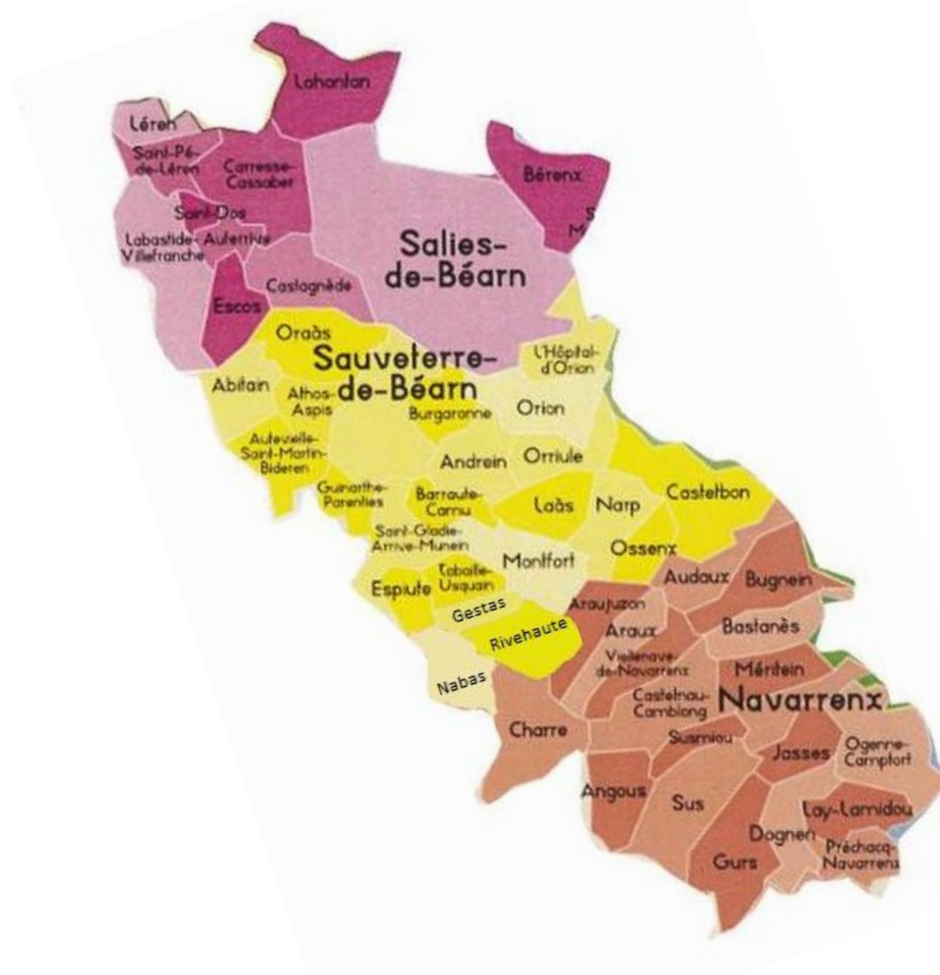 Lahontan
Léren
Saint-Pé-
de-Léren
Carresse-
Cassaber
Bérenx
S
M
Saint-Dos
Labastide-
Villefranche
Auterrive
Salies-
de-Béarn
Castagnède
Escos
Oraàs
Sauveterre-
de-Béarn
l'Hôpital-
d'Orion
Abitain
Athos-
Aspis
Burgaronne
Orion
Autevielle-
Saint-Martin-
Bideren
Andrein
Orriule
Guinarthe-
Parenties
Barraute-
Camu
Laàs
Narp
Castetbon
Saint-Gladie-
Arrive-Munein
Montfort
Ossenx
Espiute
Tabaille-
Usquain
Audaux
Bugnein
Gestas
Araujuzon
Rivehaute
Araux
Bastanès
Nabas
Viellenave-
de-Navarrenx
Méritein
Castelnau-
Camblong
Navarrenx
Charre
Susmiou
Jasses
Ogenne-
Camptort
Angous
Sus
Lay-Lamidou
Dognen
Préchacq-
Navarrenx
Gurs